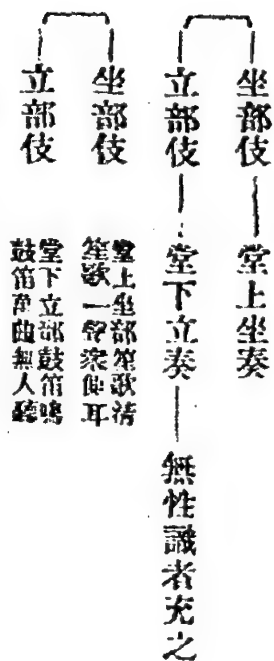 坐部伎——堂上坐奏
立部伎——堂下立奏——無性識者充之
坐部伎
堂上坐部笙歌清
笙歌一聲衆側耳
立部伎
堂下立部鼓笛鳴
鼓笛萬曲無人聽